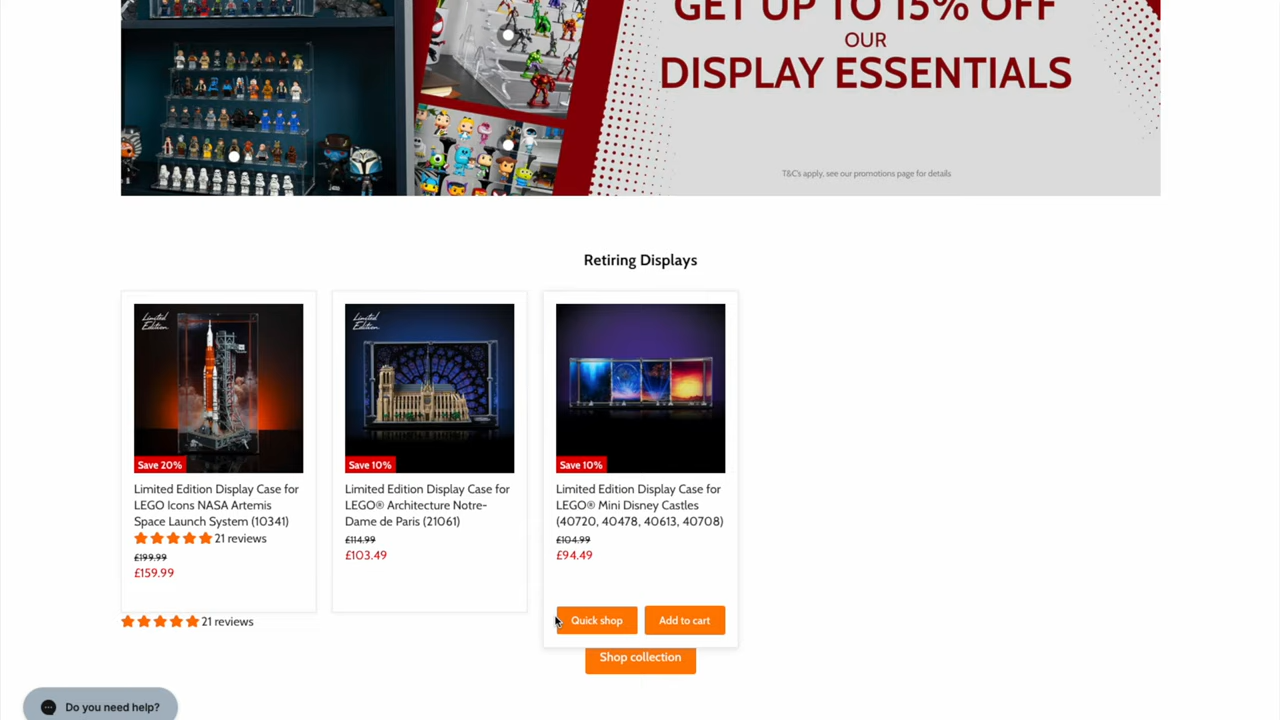 GET UP TO 15% OFF
OUR
DISPLAY ESSENTIALS
T&C's apply, see our promotions page for details
Retiring Displays
Limited
Edition
Save 20%
Limited Edition Display Case for
LEGO Icons NASA Artemis
Space Launch System (10341)
21 reviews
£199.99
£159.99
21 reviews
Limited
Edition
Save 10%
Limited Edition Display Case for
LEGO® Architecture Notre-
Dame de Paris (21061)
£114.99
£103.49
Save 10%
Limited Edition Display Case for
LEGO® Mini Disney Castles
(40720, 40478, 40613, 40708)
£104.99
£94.49
Quick shop
Add to cart
Shop collection
Do you need help?